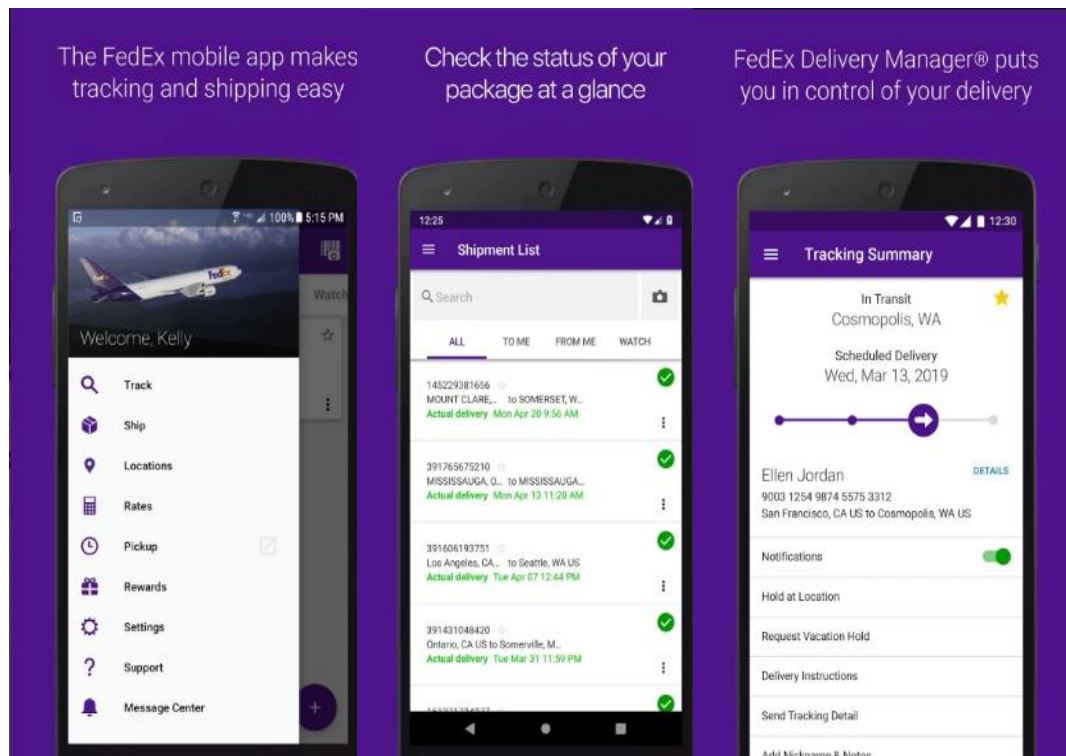 The FedEx mobile app makes
tracking and shipping easy
100% 5:15 PM
FedEx
Watch
Welcome, Kelly
Track
Ship
Locations
Rates
Pickup
Rewards
Settings
Support
Message Center
+
Check the status of your
package at a glance
12:25
Shipment List
Search
ALL TO ME FROM ME WATCH
145229381656
MOUNT CLARE,... to SOMERSET, W...
Actual delivery Mon Apr 20 9:56 AM
391765675210
MISSISSAUGA, O... to MISSISSAUGA...
Actual delivery Mon Apr 13 11:20 AM
391606193751
Los Angeles, CA... to Seattle, WA US
Actual delivery Tue Apr 07 12:44 PM
391431048420
Ontario, CA US to Somerville, M...
Actual delivery Tue Mar 31 11:59 PM
FedEx Delivery Manager® puts
you in control of your delivery
12:30
Tracking Summary
In Transit
Cosmopolis, WA
Scheduled Delivery
Wed, Mar 13, 2019
Ellen Jordan DETAILS
9003 1254 9874 5575 3312
San Francisco, CA US to Cosmopolis, WA US
Notifications
Hold at Location
Request Vacation Hold
Delivery Instructions
Send Tracking Detail
Add Nickname & Notes